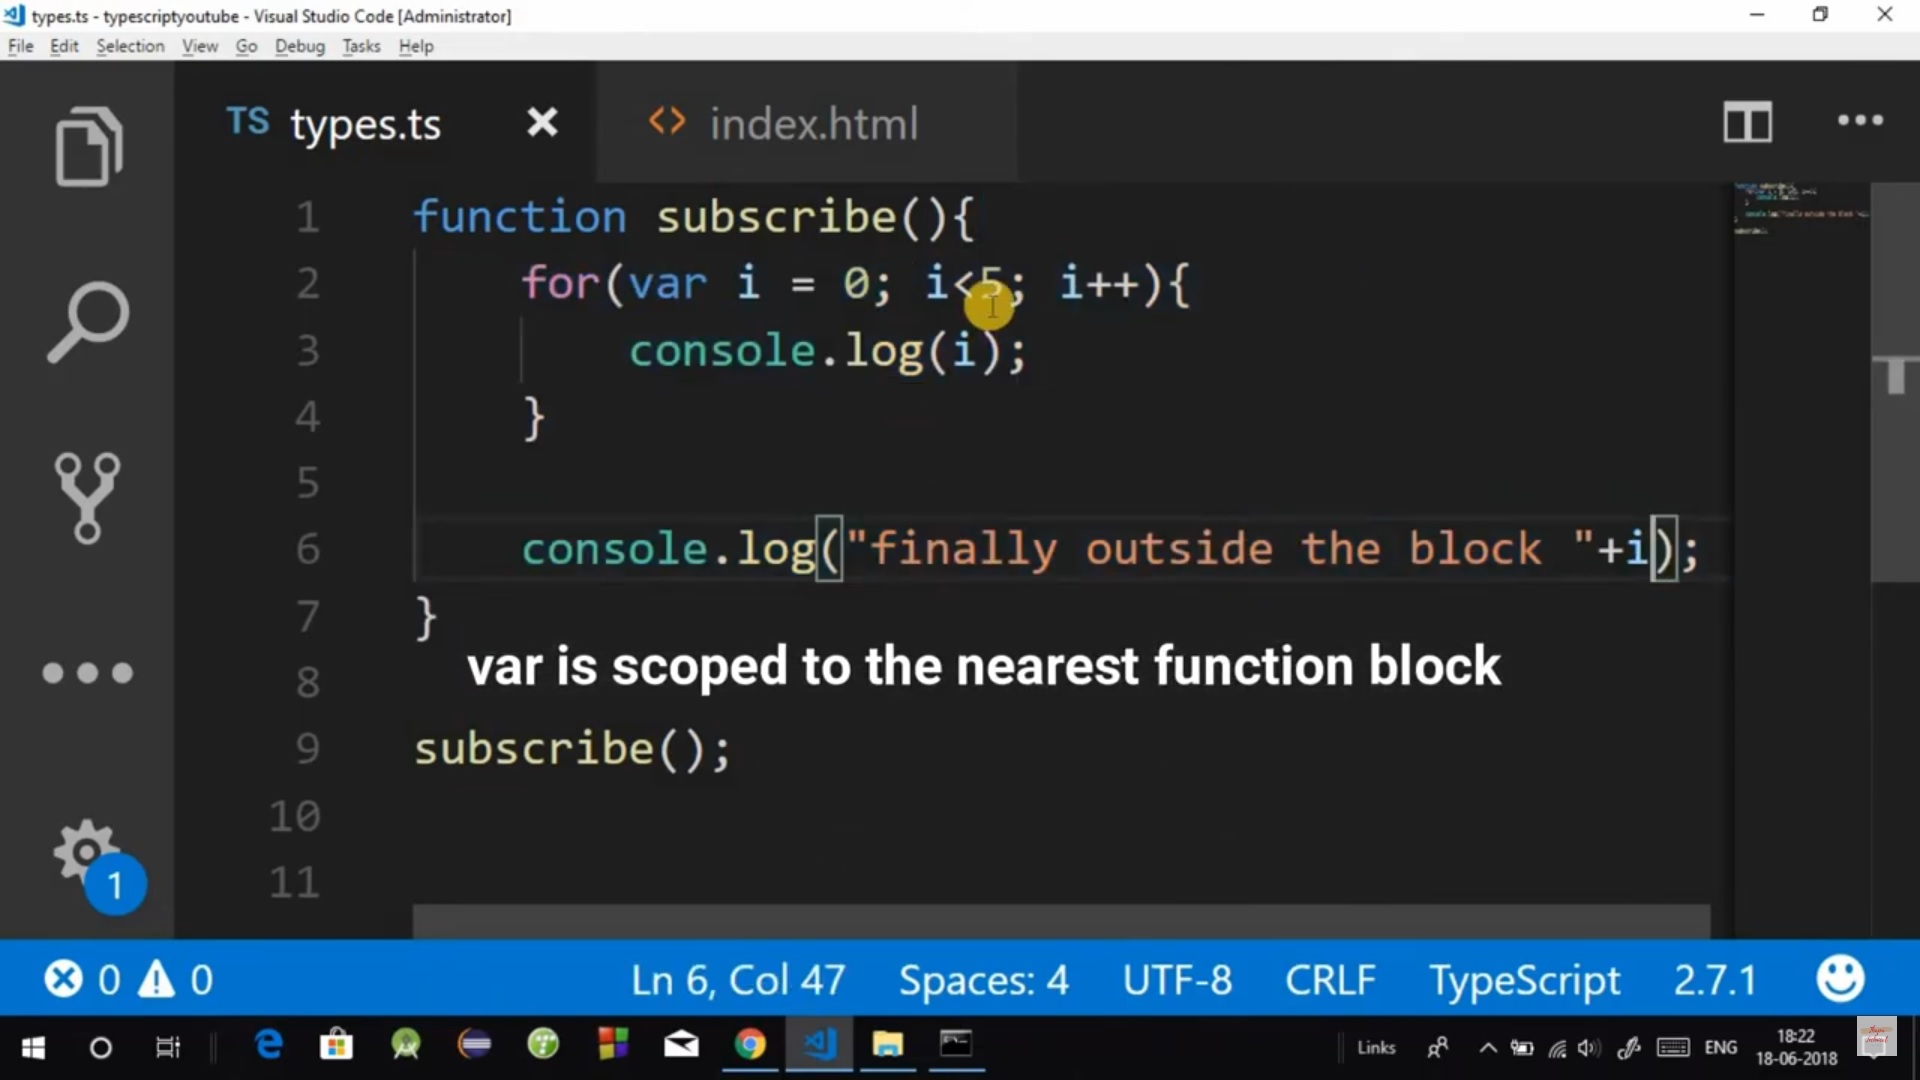 types.ts - typescriptyoutube - Visual Studio Code [Administrator]
File Edit Selection View Go Debug Tasks Help
TS types.ts index.html
1 function subscribe(){
2 for(var i = 0; i<5; i++){
3 console.log(i);
4 }
5
6 console.log("finally outside the block "+i);
7 }
var is scoped to the nearest function block
8
9 subscribe();
10
11
1
0 0 Ln 6, Col 47 Spaces: 4 UTF-8 CRLF TypeScript 2.7.1
Links ENG 18:22
18-06-2018